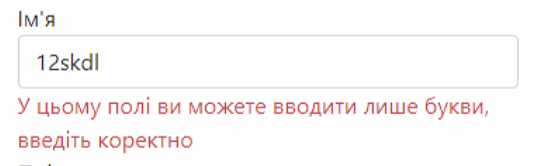 Ім'я
12skdl
У цьому полі ви можете вводити лише букви,
введіть коректно